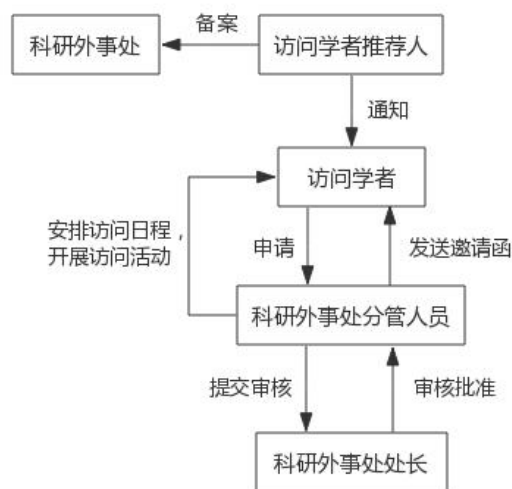 备案
科研外事处
访问学者推荐人
通知
访问学者
安排访问日程，
开展访问活动
申请
发送邀请函
科研外事处分管人员
提交审核
审核批准
科研外事处处长